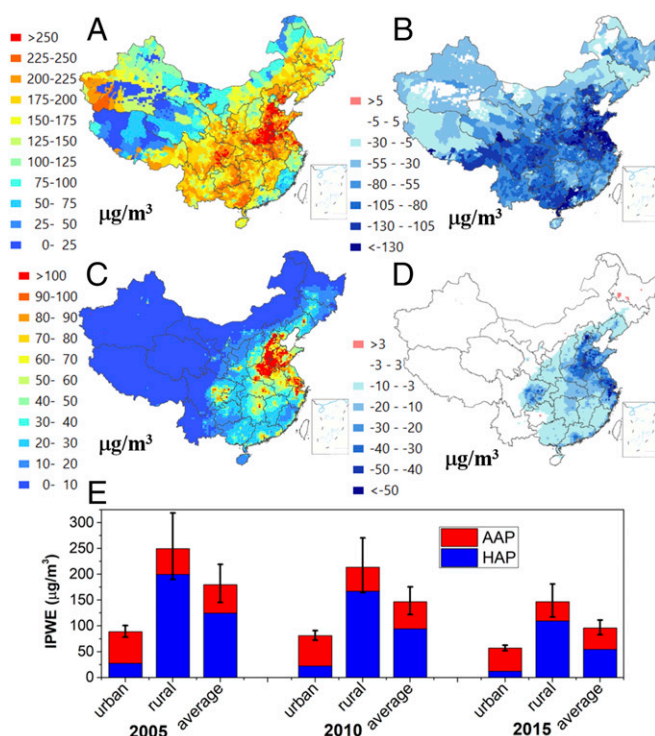 A
>250
225-250
200-225
175-200
150-175
125-150
100-125
75-100
50- 75
25- 50
0- 25
µg/m³
B
>5
-5 - 5
-30 - -5
-55 - -30
-80 - -55
-105 - -80
-130 - -105
<-130
µg/m³
C
>100
90-100
80- 90
70- 80
60- 70
50- 60
40- 50
30- 40
20- 30
10- 20
0- 10
µg/m³
D
>3
-3 - 3
-10 - -3
-20 - -10
-30 - -20
-40 - -30
-50 - -40
<-50
µg/m³
E
IPWE (µg/m³)
300
250
200
150
100
50
0
AAP
HAP
urban rural average urban rural average urban rural average
2005 2010 2015